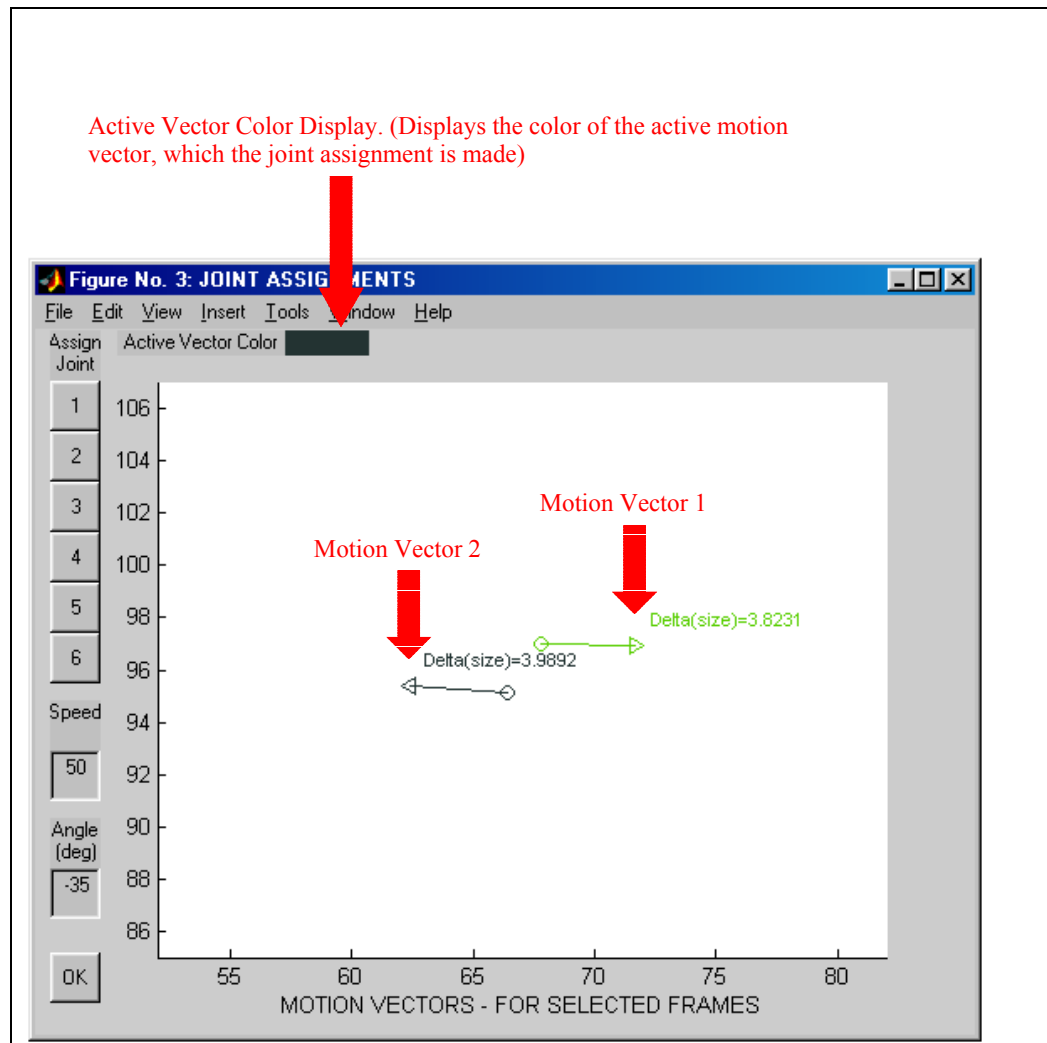 Active Vector Color Display. (Displays the color of the active motion
vector, which the joint assignment is made)
Figure No. 3: JOINT ASSIGNMENTS
File Edit View Insert Tools Window Help
Assign
Joint
Active Vector Color
1
2
3
4
5
6
Speed
50
Angle
(deg)
-35
OK
106
104
102
100
98
96
94
92
90
88
86
Motion Vector 1
Motion Vector 2
Delta(size)=3.8231
Delta(size)=3.9892
55 60 65 70 75 80
MOTION VECTORS - FOR SELECTED FRAMES